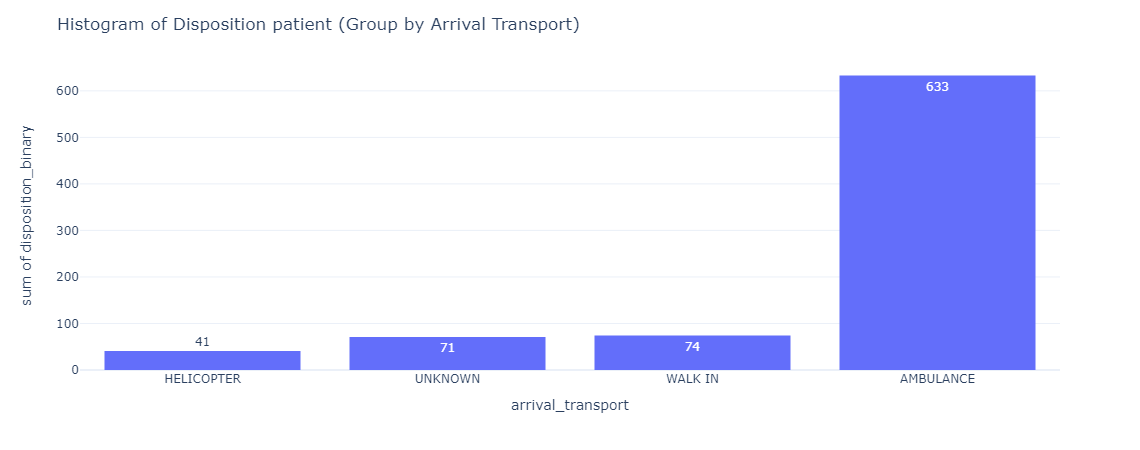 Histogram of Disposition patient (Group by Arrival Transport)
sum of disposition_binary
600
500
400
300
200
100
0
41
71
74
633
HELICOPTER
UNKNOWN
WALK IN
AMBULANCE
arrival_transport